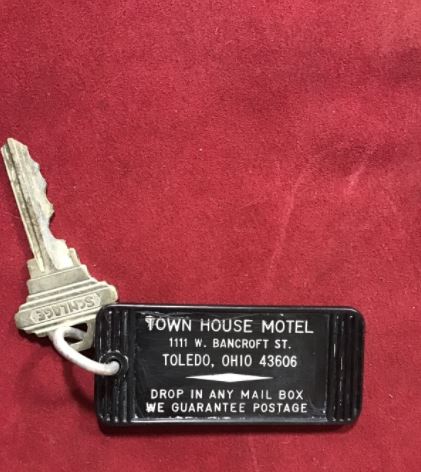 SCHLAGE
TOWN HOUSE MOTEL
1111 W. BANCROFT ST.
TOLEDO, OHIO 43606
DROP IN ANY MAIL BOX
WE GUARANTEE POSTAGE